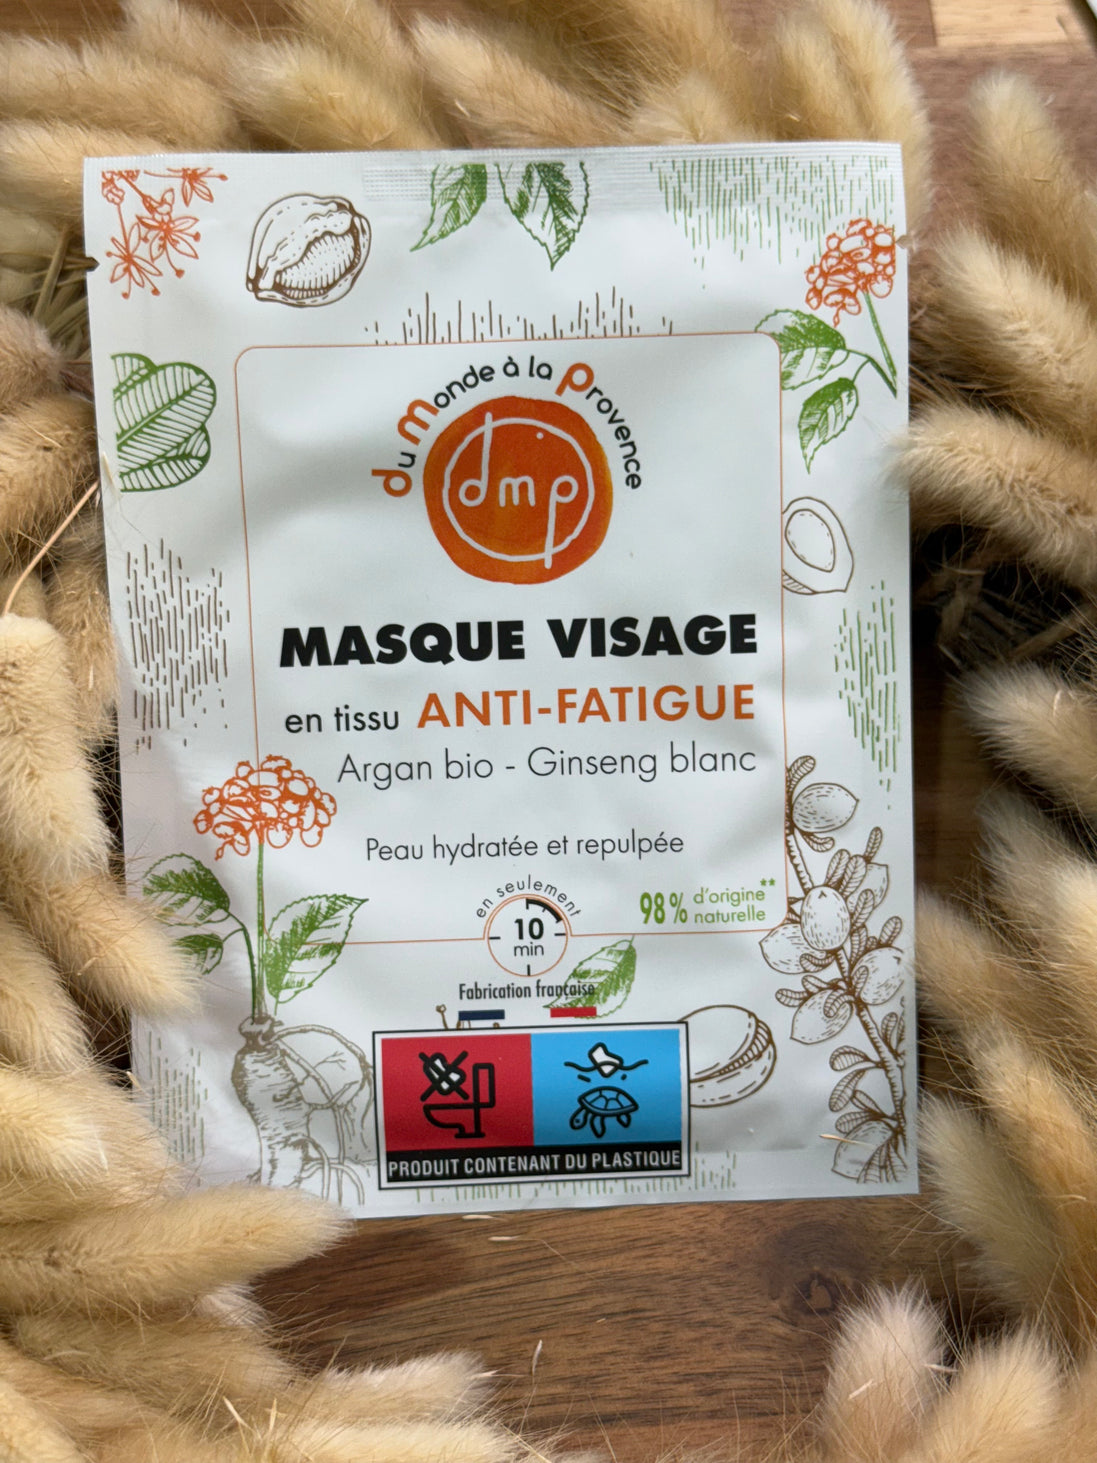 du Monde à la Provence
dmp
MASQUE VISAGE
en tissu ANTI-FATIGUE
Argan bio - Ginseng blanc
Peau hydratée et repulpée
en seulement
10
min
98 % d'origine**
naturelle
Fabrication française
PRODUIT CONTENANT DU PLASTIQUE